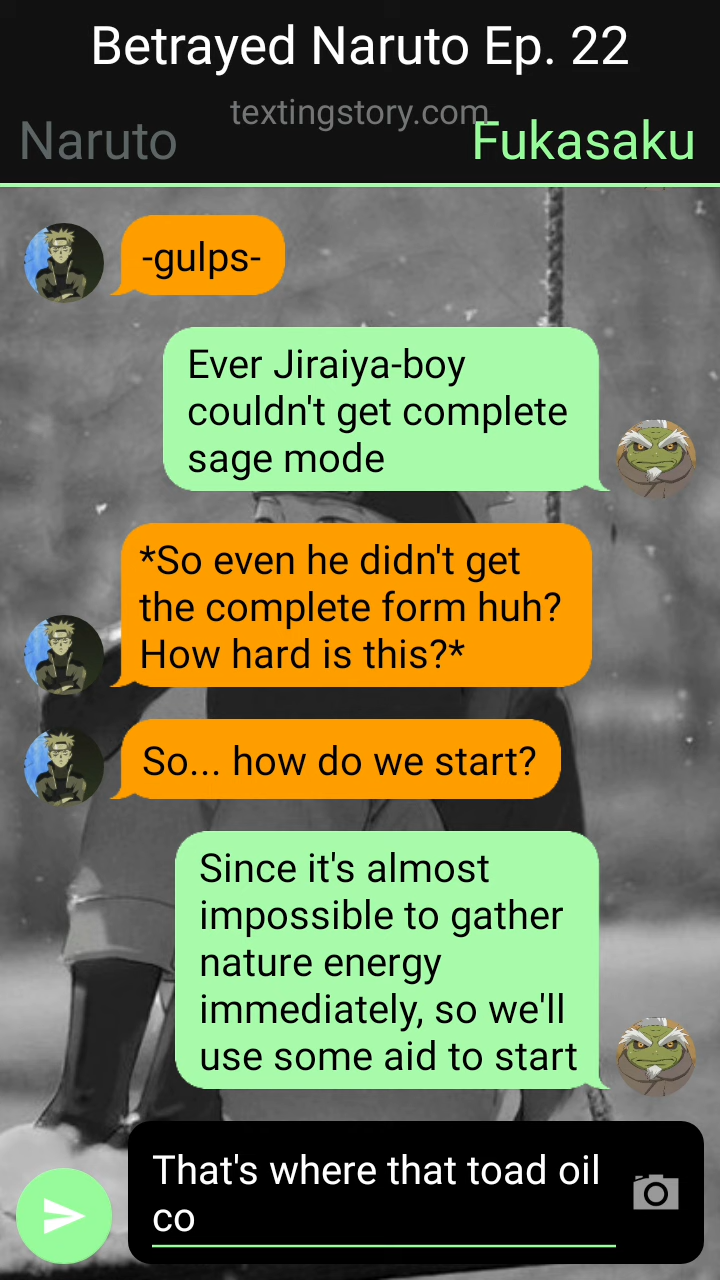 Betrayed Naruto Ep. 22
textingstory.com
Naruto
Fukasaku
-gulps-
Ever Jiraiya-boy
couldn't get complete
sage mode
*So even he didn't get
the complete form huh?
How hard is this?*
So... how do we start?
Since it's almost
impossible to gather
nature energy
immediately, so we'll
use some aid to start
That's where that toad oil
co